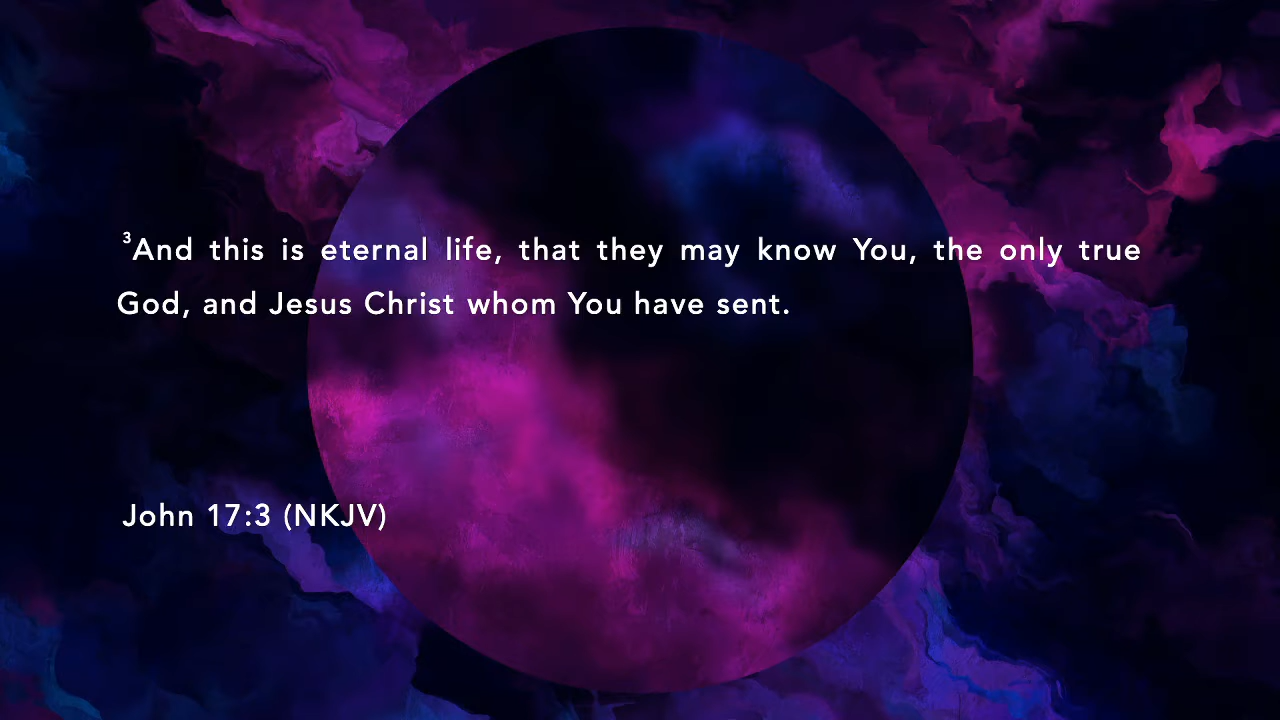 ³And this is eternal life, that they may know You, the only true
God, and Jesus Christ whom You have sent.
John 17:3 (NKJV)